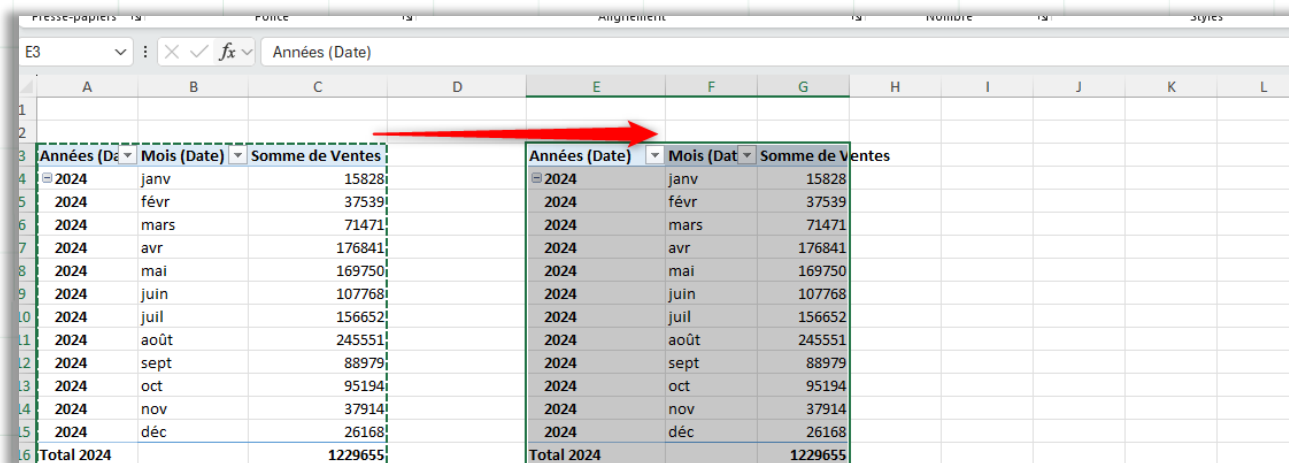 Presse-papiers Police Alignement Nombre Styles
E3 fx Années (Date)
A B C D E F G H I J K L
1
2
3 Années (Da Mois (Date) Somme de Ventes Années (Date) Mois (Dat Somme de Ventes
4 2024 janv 15828 2024 janv 15828
5 2024 févr 37539 2024 févr 37539
6 2024 mars 71471 2024 mars 71471
7 2024 avr 176841 2024 avr 176841
8 2024 mai 169750 2024 mai 169750
9 2024 juin 107768 2024 juin 107768
10 2024 juil 156652 2024 juil 156652
11 2024 août 245551 2024 août 245551
12 2024 sept 88979 2024 sept 88979
13 2024 oct 95194 2024 oct 95194
14 2024 nov 37914 2024 nov 37914
15 2024 déc 26168 2024 déc 26168
16 Total 2024 1229655 Total 2024 1229655